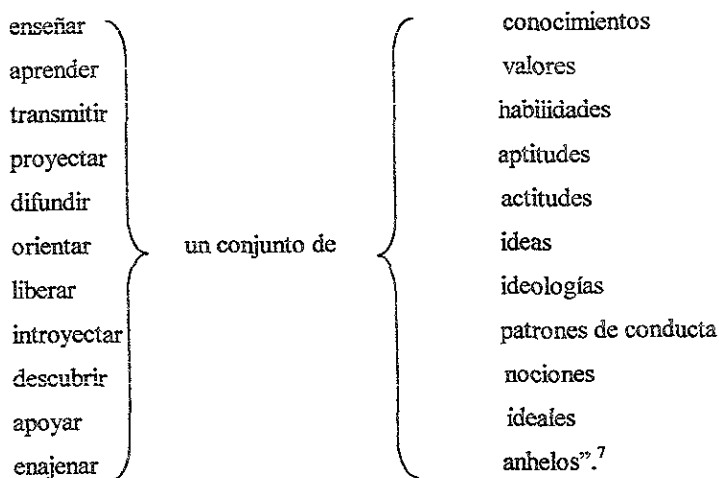 enseñar
aprender
transmitir
proyectar
difundir
orientar
liberar
introyectar
descubrir
apoyar
enajenar
un conjunto de
conocimientos
valores
habilidades
aptitudes
actitudes
ideas
ideologías
patrones de conducta
nociones
ideales
anhelos”.7